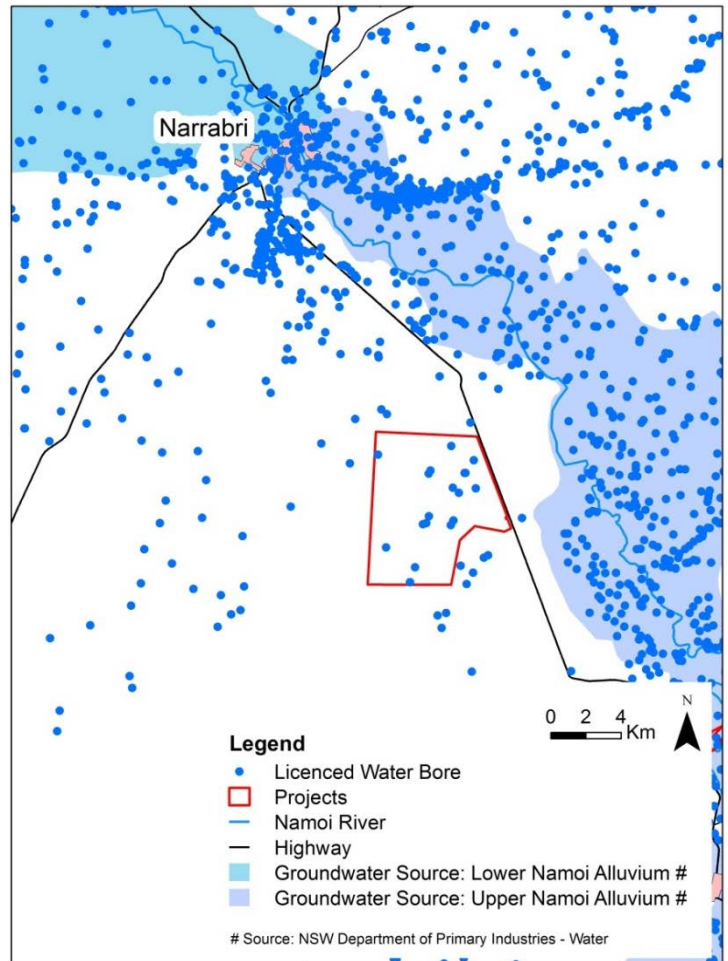 Narrabri
N
0 2 4
Km
Legend
Licenced Water Bore
Projects
Namoi River
Highway
Groundwater Source: Lower Namoi Alluvium #
Groundwater Source: Upper Namoi Alluvium #
# Source: NSW Department of Primary Industries - Water